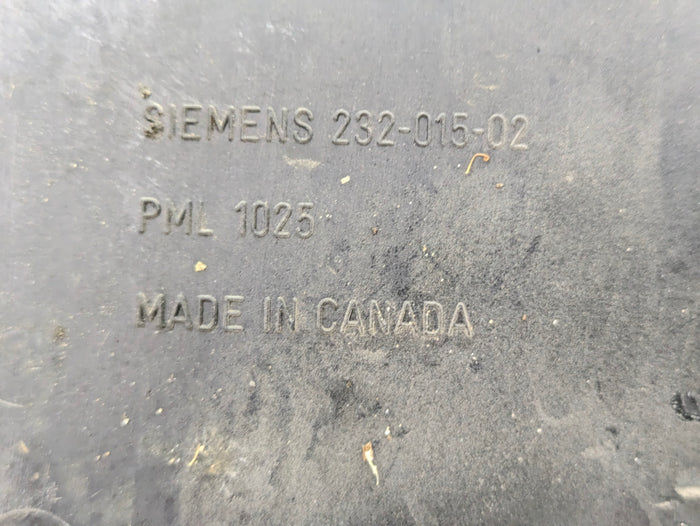 SIEMENS 232-015-02
PML 1025
MADE IN CANADA